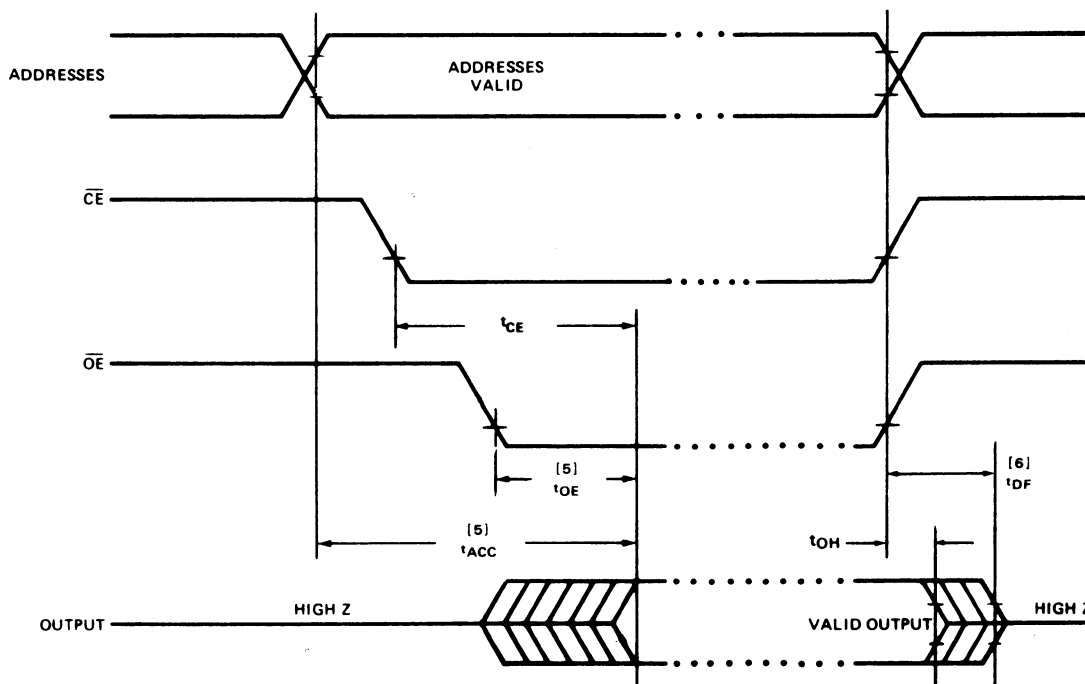 ADDRESSES
ADDRESSES
VALID
CE
tCE
OE
[5]
tOE
[6]
tDF
[5]
tACC
tOH
HIGH Z
OUTPUT
VALID OUTPUT
HIGH Z